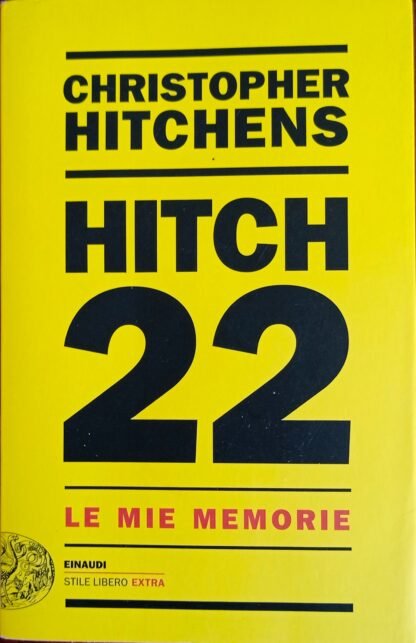 CHRISTOPHER
HITCHENS
HITCH
22
LE MIE MEMORIE
EINAUDI
STILE LIBERO EXTRA